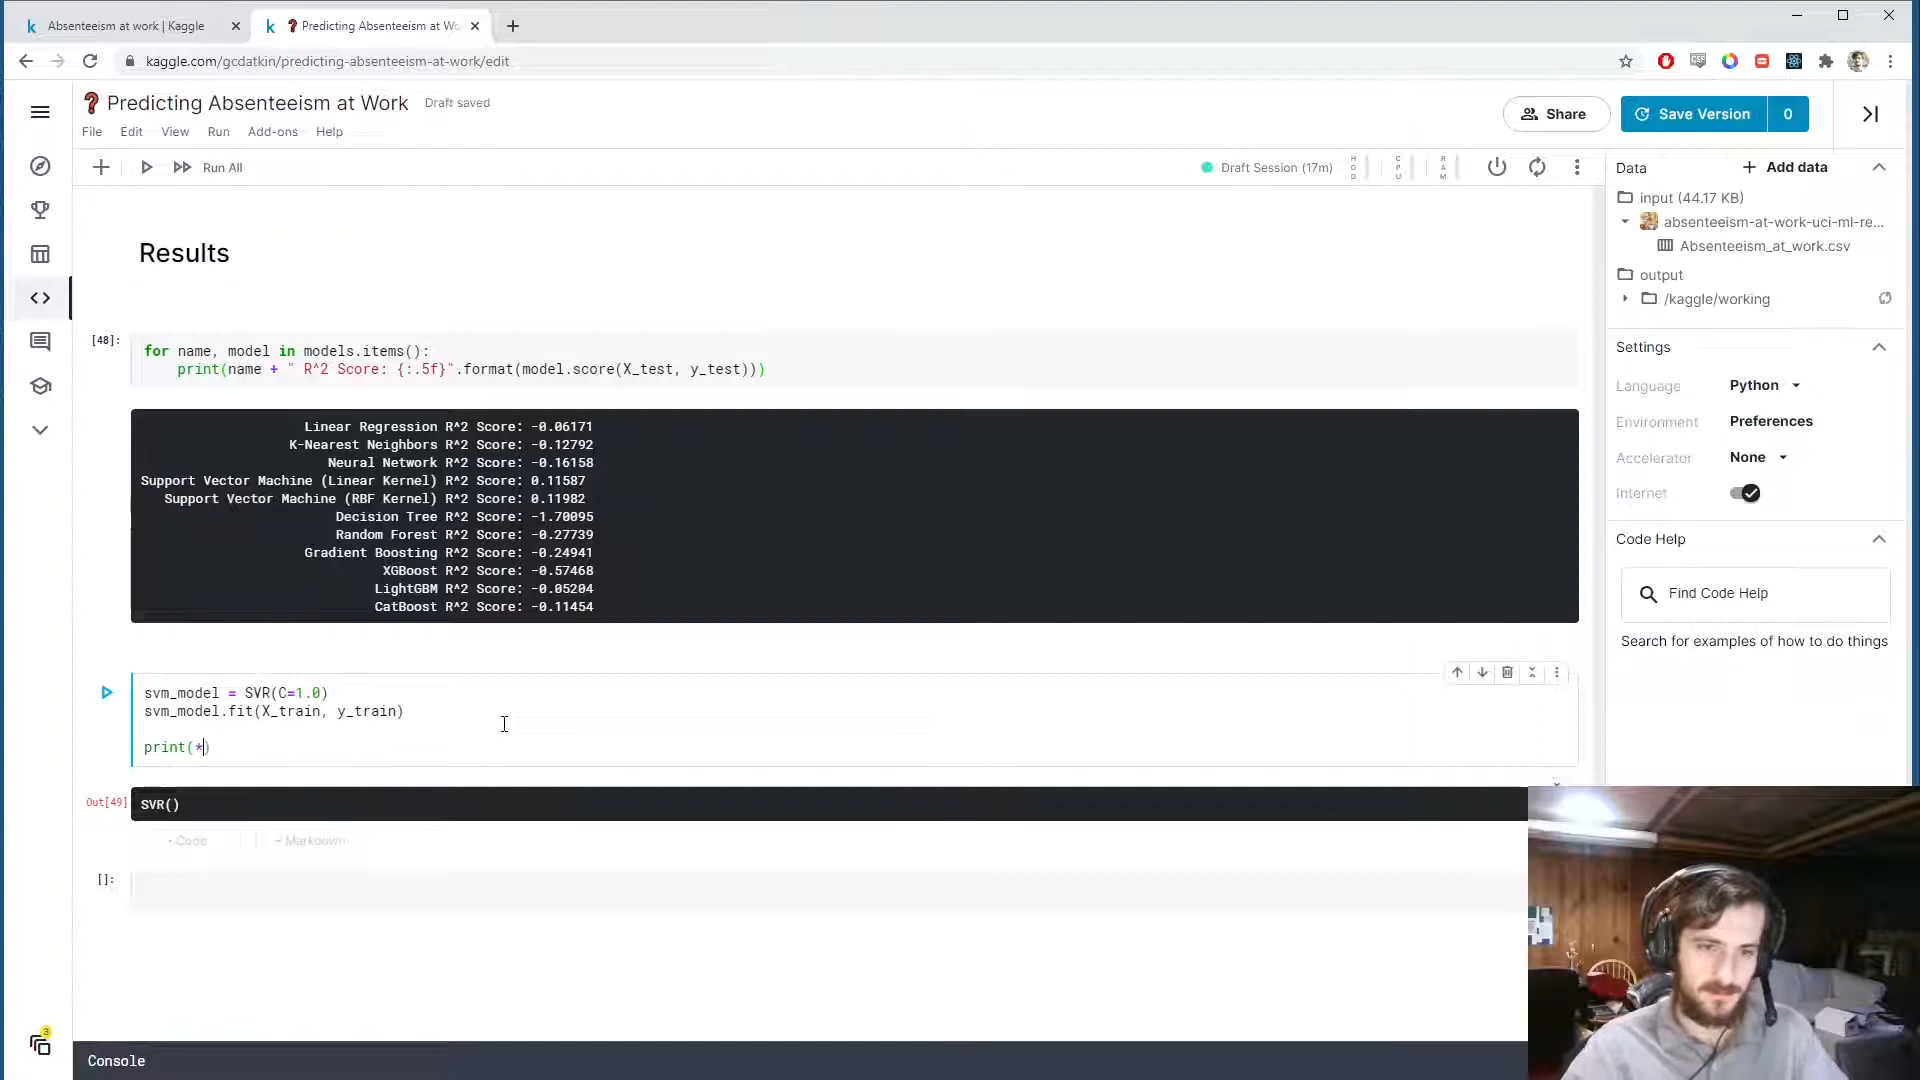 Absenteeism at work | Kaggle
Predicting Absenteeism at Wo
kaggle.com/gcdatkin/predicting-absenteeism-at-work/edit
❓ Predicting Absenteeism at Work
Draft saved
Share
Save Version
0
File Edit View Run Add-ons Help
Run All
Draft Session (17m)
HDD
CPU
RAM
Results
[48]:
for name, model in models.items():
print(name + " R^2 Score: {:.5f}".format(model.score(X_test, y_test)))
Linear Regression R^2 Score: -0.06171
K-Nearest Neighbors R^2 Score: -0.12792
Neural Network R^2 Score: -0.16158
Support Vector Machine (Linear Kernel) R^2 Score: 0.11587
Support Vector Machine (RBF Kernel) R^2 Score: 0.11982
Decision Tree R^2 Score: -1.70095
Random Forest R^2 Score: -0.27739
Gradient Boosting R^2 Score: -0.24941
XGBoost R^2 Score: -0.57468
LightGBM R^2 Score: -0.05204
CatBoost R^2 Score: -0.11454
svm_model = SVR(C=1.0)
svm_model.fit(X_train, y_train)
print(*)
Out[49]
SVR()
Code
Markdown
[]:
Console
3
Data
+ Add data
input (44.17 KB)
absenteeism-at-work-uci-ml-re...
Absenteeism_at_work.csv
output
/kaggle/working
Settings
Language Python
Environment Preferences
Accelerator None
Internet
Code Help
Find Code Help
Search for examples of how to do things